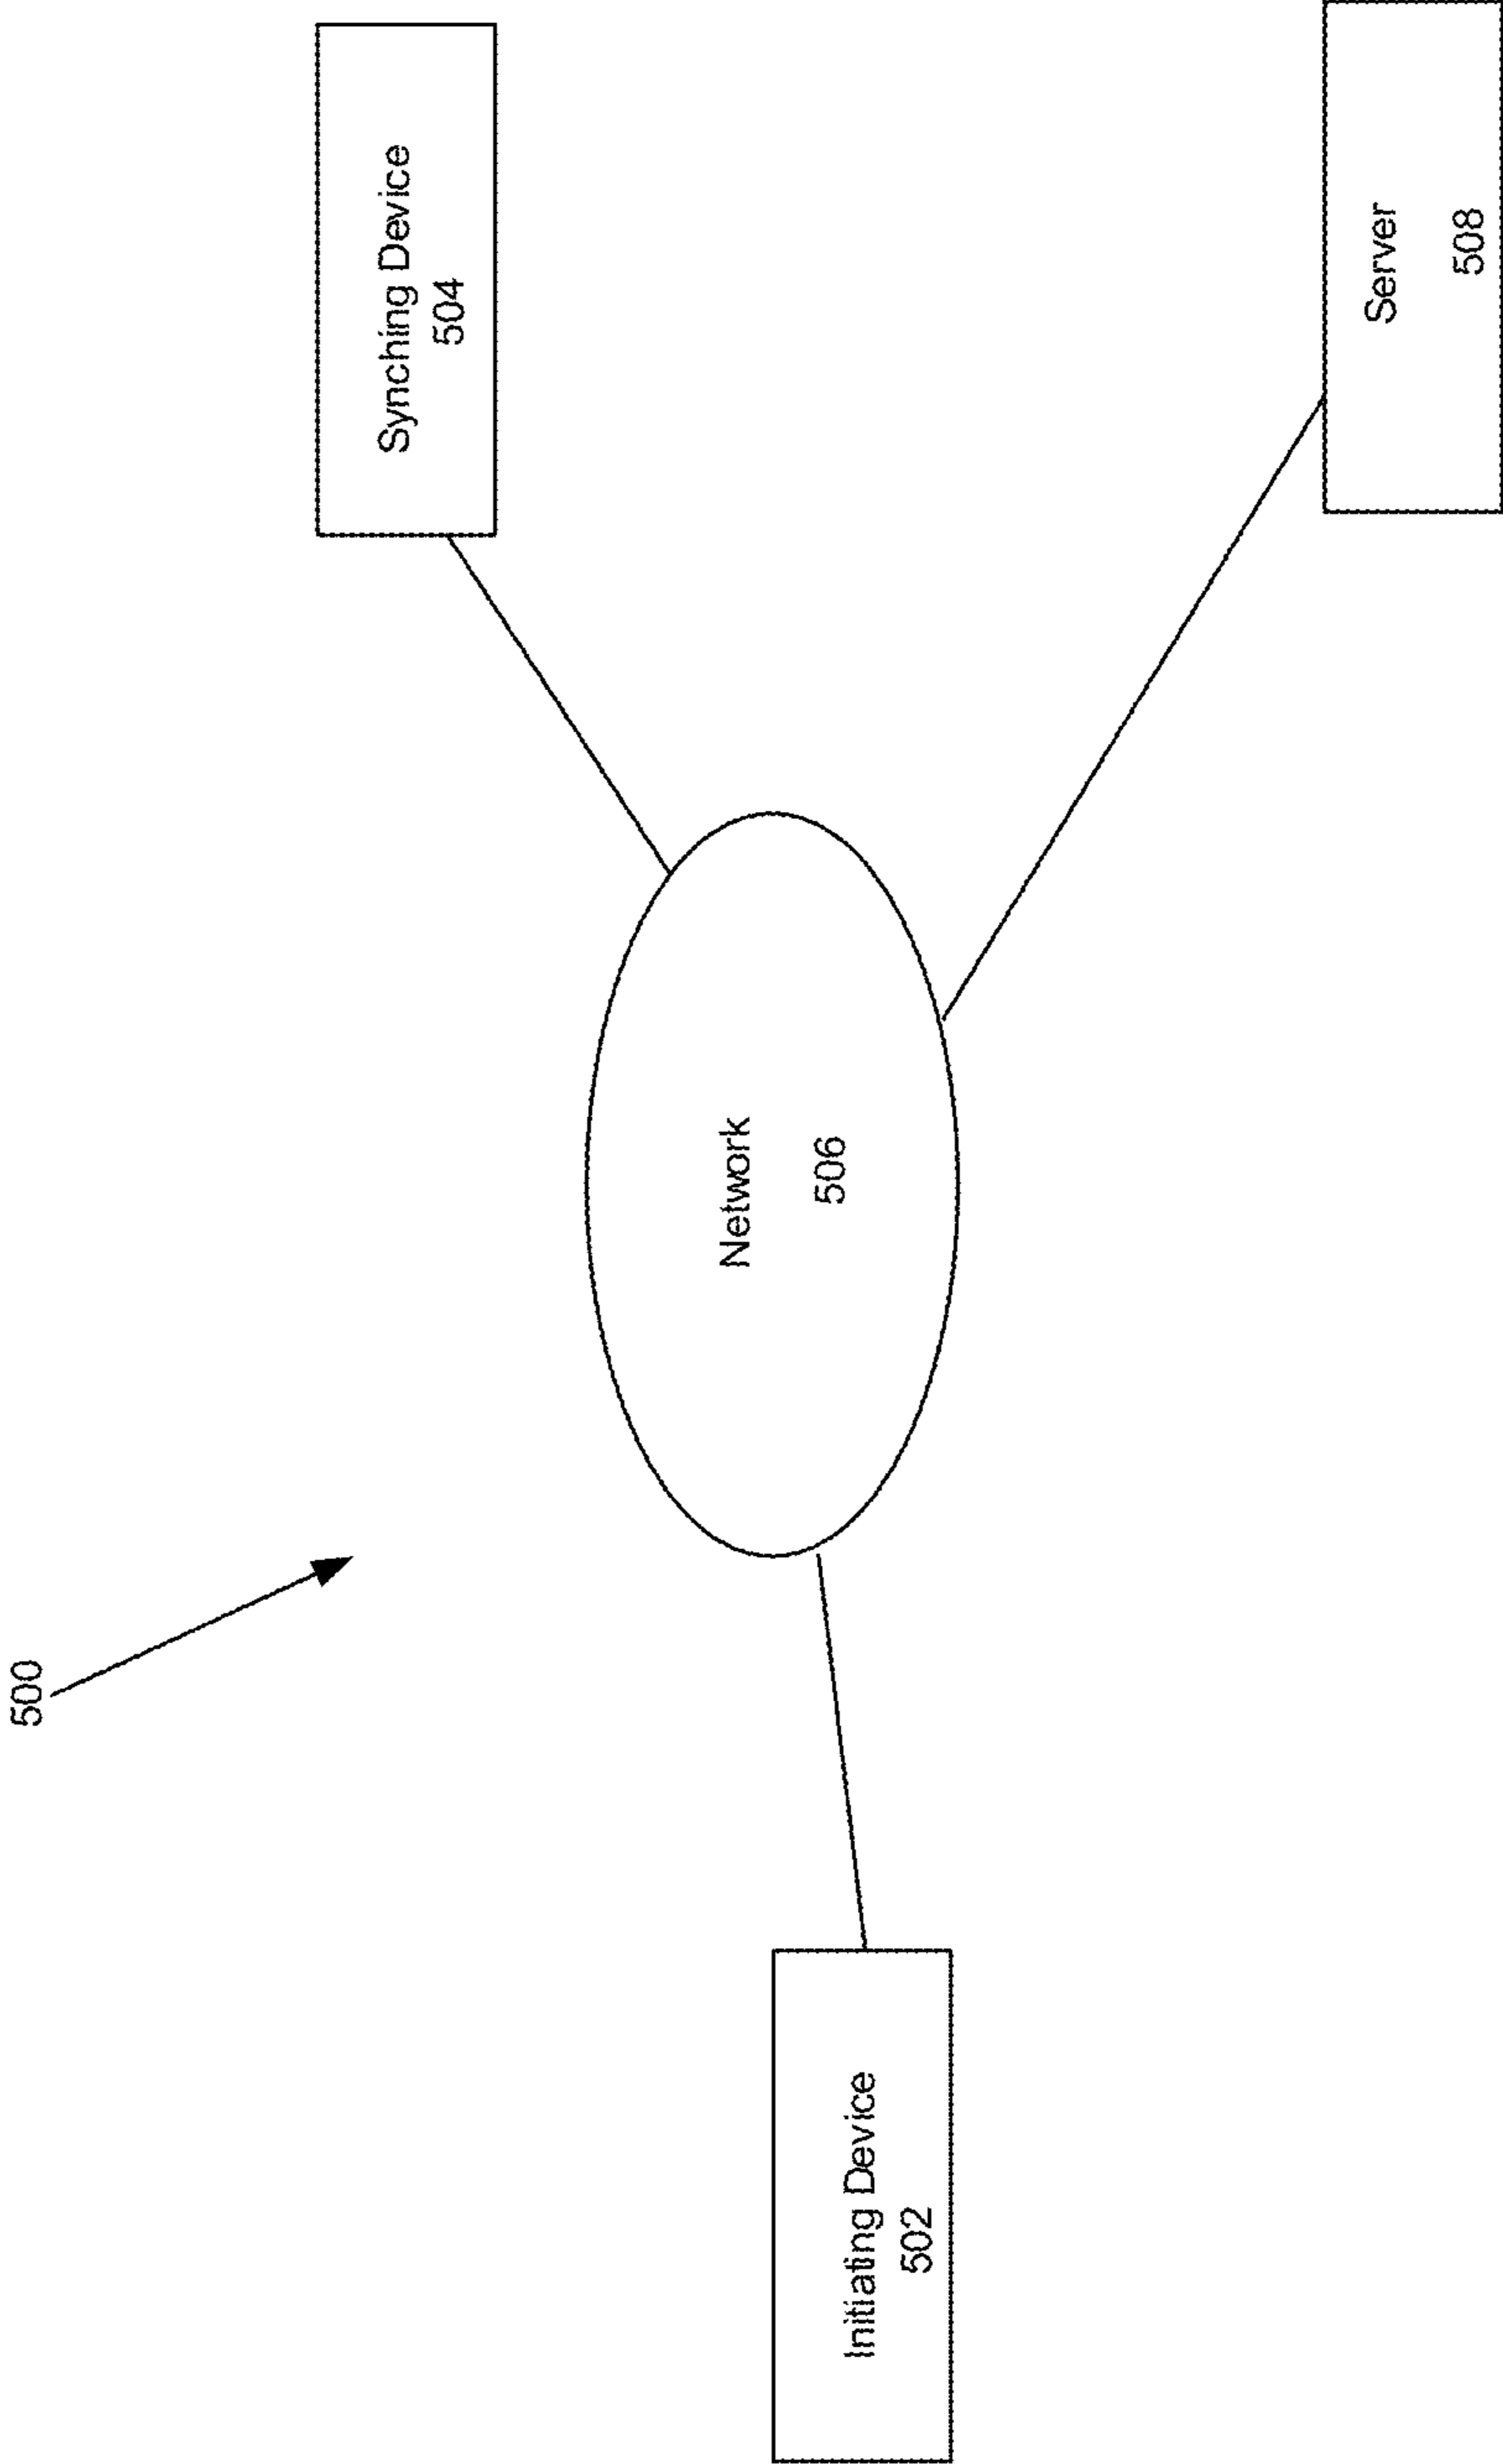 500
Synching Device
504
Network
506
Initiating Device
502
Server
508